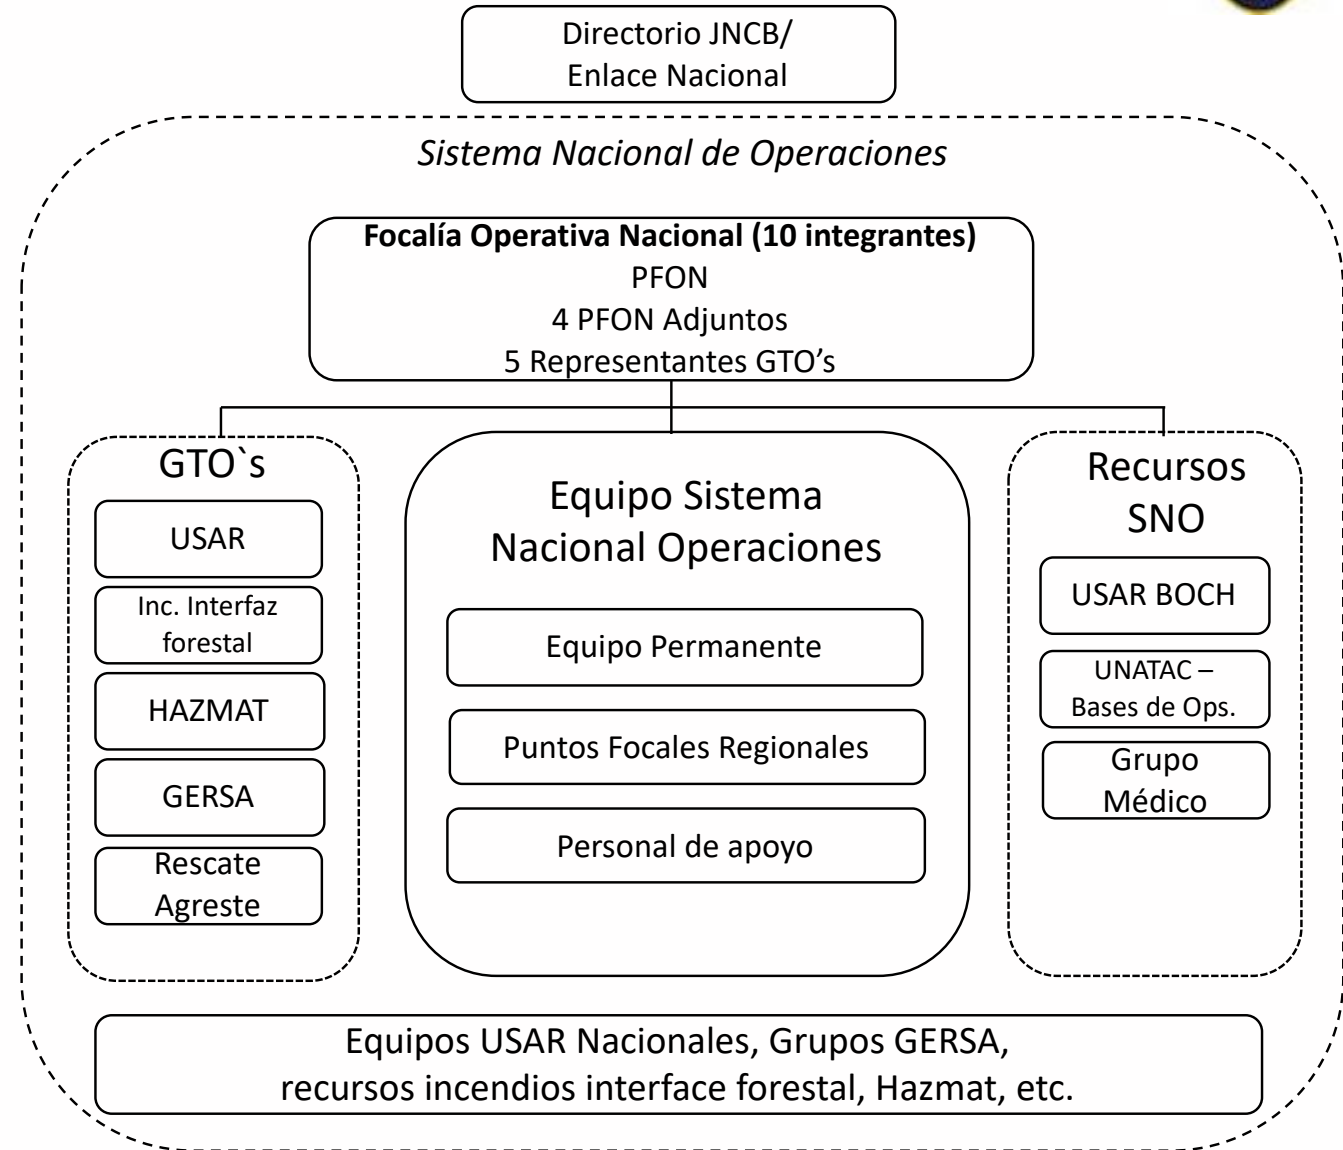 Directorio JNCB/
Enlace Nacional
Sistema Nacional de Operaciones
Focalía Operativa Nacional (10 integrantes)
PFON
4 PFON Adjuntos
5 Representantes GTO’s
GTO`s
USAR
Inc. Interfaz
forestal
HAZMAT
GERSA
Rescate
Agreste
Equipo Sistema
Nacional Operaciones
Equipo Permanente
Puntos Focales Regionales
Personal de apoyo
Recursos
SNO
USAR BOCH
UNATAC –
Bases de Ops.
Grupo
Médico
Equipos USAR Nacionales, Grupos GERSA,
recursos incendios interface forestal, Hazmat, etc.